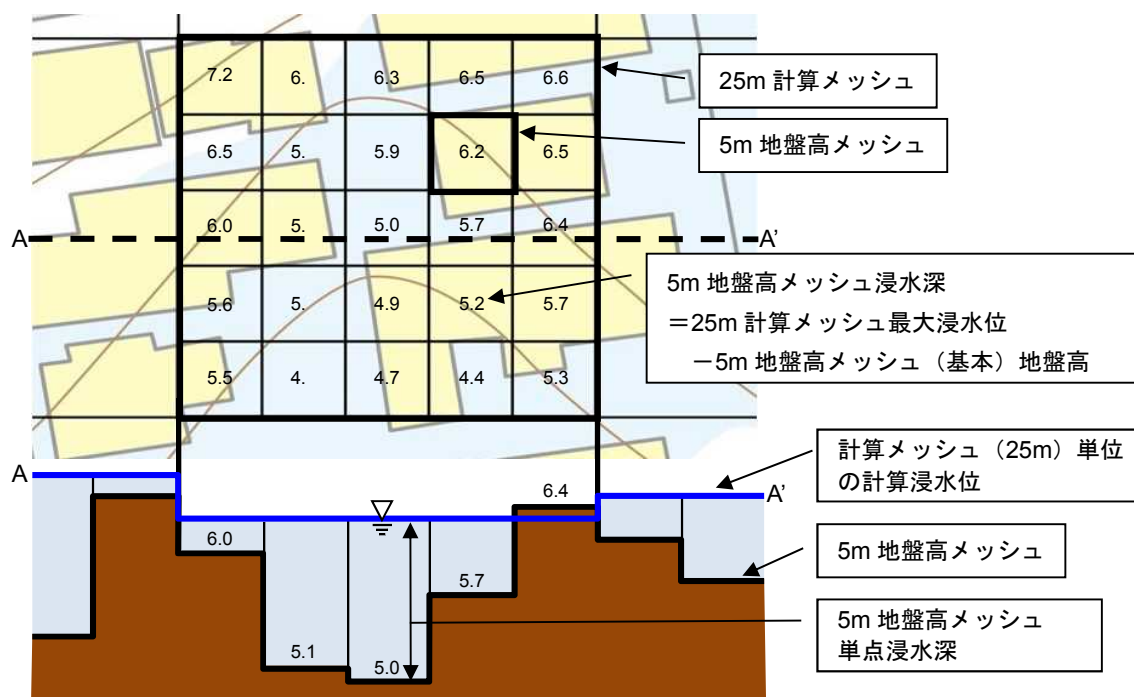 7.2 6. 6.3 6.5 6.6
25m 計算メッシュ
6.5 5. 5.9 6.2 6.5
5m 地盤高メッシュ
A 6.0 5. 5.0 5.7 6.4 A'
5.6 5. 4.9 5.2 5.7
5m 地盤高メッシュ浸水深
=25m 計算メッシュ最大浸水位
-5m 地盤高メッシュ(基本)地盤高
5.5 4. 4.7 4.4 5.3
A
計算メッシュ(25m)単位
の計算浸水位
A'
6.4
6.0
5.7
5.1
5.0
5m 地盤高メッシュ
5m 地盤高メッシュ
単点浸水深